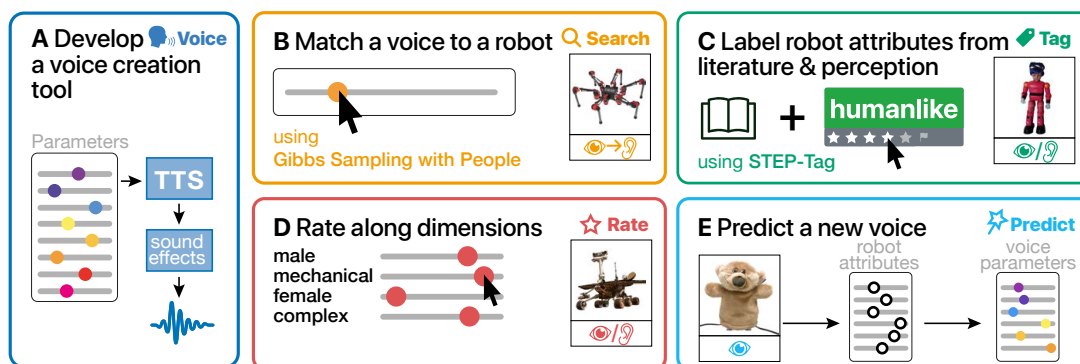 A Develop
Voice
a voice creation
tool
Parameters
TTS
sound
effects
B Match a voice to a robot
Search
using
Gibbs Sampling with People
C Label robot attributes from
Tag
literature & perception
+
humanlike
/
using STEP-Tag
D Rate along dimensions
Rate
male
mechanical
female
complex
/
E Predict a new voice
Predict
robot
attributes
voice
parameters